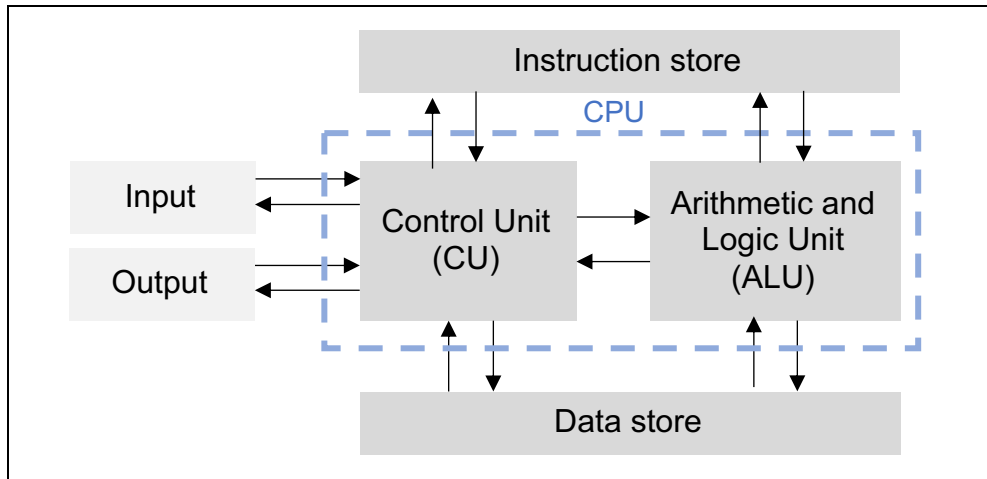 Instruction store
CPU
Input
Output
Control Unit
(CU)
Arithmetic and
Logic Unit
(ALU)
Data store